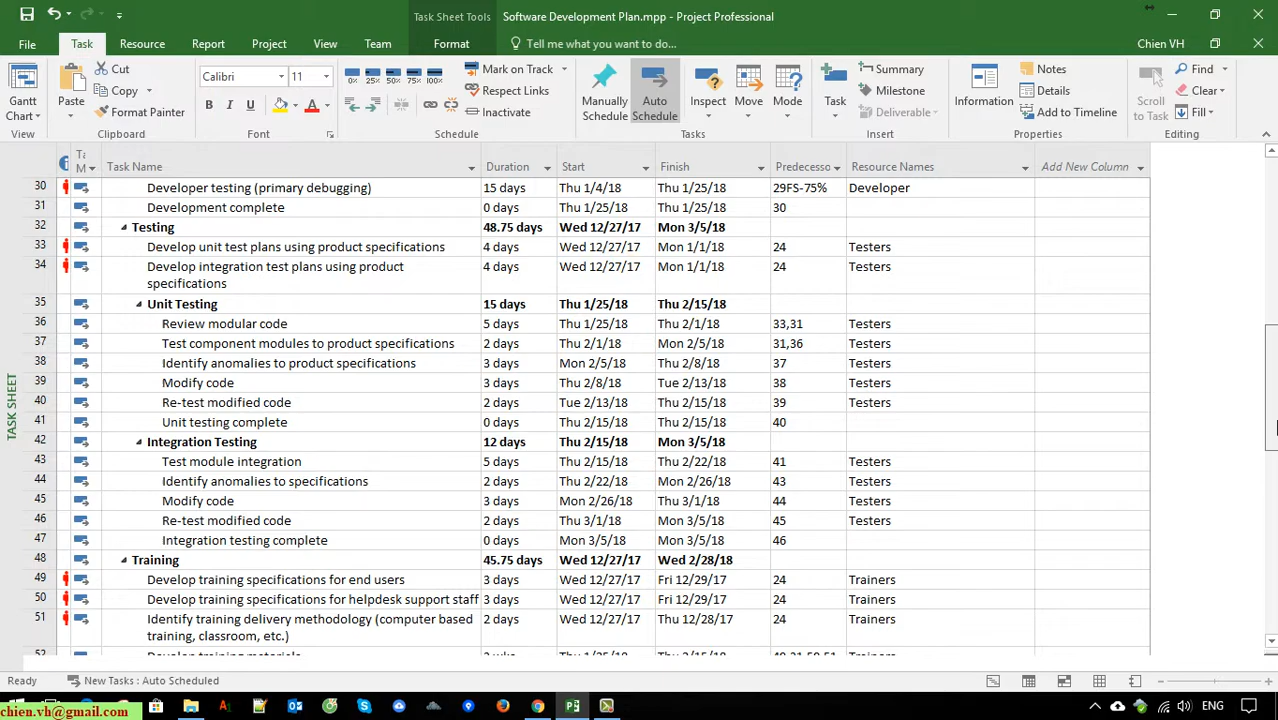 Task Sheet Tools
Software Development Plan.mpp - Project Professional
File
Task
Resource
Report
Project
View
Team
Format
Tell me what you want to do...
Chien VH
Gantt Chart
View
Paste
Cut
Copy
Format Painter
Clipboard
Calibri
11
B I U
A
Font
0% 25% 50% 75% 100%
Mark on Track
Respect Links
Inactivate
Schedule
Manually Schedule
Auto Schedule
Inspect
Move
Mode
Tasks
Task
Summary
Milestone
Deliverable
Insert
Information
Notes
Details
Add to Timeline
Properties
Scroll to Task
Find
Clear
Fill
Editing
Task Name
Duration
Start
Finish
Predecesso
Resource Names
Add New Column
30 Developer testing (primary debugging) 15 days Thu 1/4/18 Thu 1/25/18 29FS-75% Developer
31 Development complete 0 days Thu 1/25/18 Thu 1/25/18 30
32 Testing 48.75 days Wed 12/27/17 Mon 3/5/18
33 Develop unit test plans using product specifications 4 days Wed 12/27/17 Mon 1/1/18 24 Testers
34 Develop integration test plans using product specifications 4 days Wed 12/27/17 Mon 1/1/18 24 Testers
35 Unit Testing 15 days Thu 1/25/18 Thu 2/15/18
36 Review modular code 5 days Thu 1/25/18 Thu 2/1/18 33,31 Testers
37 Test component modules to product specifications 2 days Thu 2/1/18 Mon 2/5/18 31,36 Testers
38 Identify anomalies to product specifications 3 days Mon 2/5/18 Thu 2/8/18 37 Testers
39 Modify code 3 days Thu 2/8/18 Tue 2/13/18 38 Testers
40 Re-test modified code 2 days Tue 2/13/18 Thu 2/15/18 39 Testers
41 Unit testing complete 0 days Thu 2/15/18 Thu 2/15/18 40
42 Integration Testing 12 days Thu 2/15/18 Mon 3/5/18
43 Test module integration 5 days Thu 2/15/18 Thu 2/22/18 41 Testers
44 Identify anomalies to specifications 2 days Thu 2/22/18 Mon 2/26/18 43 Testers
45 Modify code 3 days Mon 2/26/18 Thu 3/1/18 44 Testers
46 Re-test modified code 2 days Thu 3/1/18 Mon 3/5/18 45 Testers
47 Integration testing complete 0 days Mon 3/5/18 Mon 3/5/18 46
48 Training 45.75 days Wed 12/27/17 Wed 2/28/18
49 Develop training specifications for end users 3 days Wed 12/27/17 Fri 12/29/17 24 Trainers
50 Develop training specifications for helpdesk support staff 3 days Wed 12/27/17 Fri 12/29/17 24 Trainers
51 Identify training delivery methodology (computer based training, classroom, etc.) 2 days Wed 12/27/17 Thu 12/28/17 24 Trainers
TASK SHEET
Ready
New Tasks : Auto Scheduled
chien.vh@gmail.com
ENG